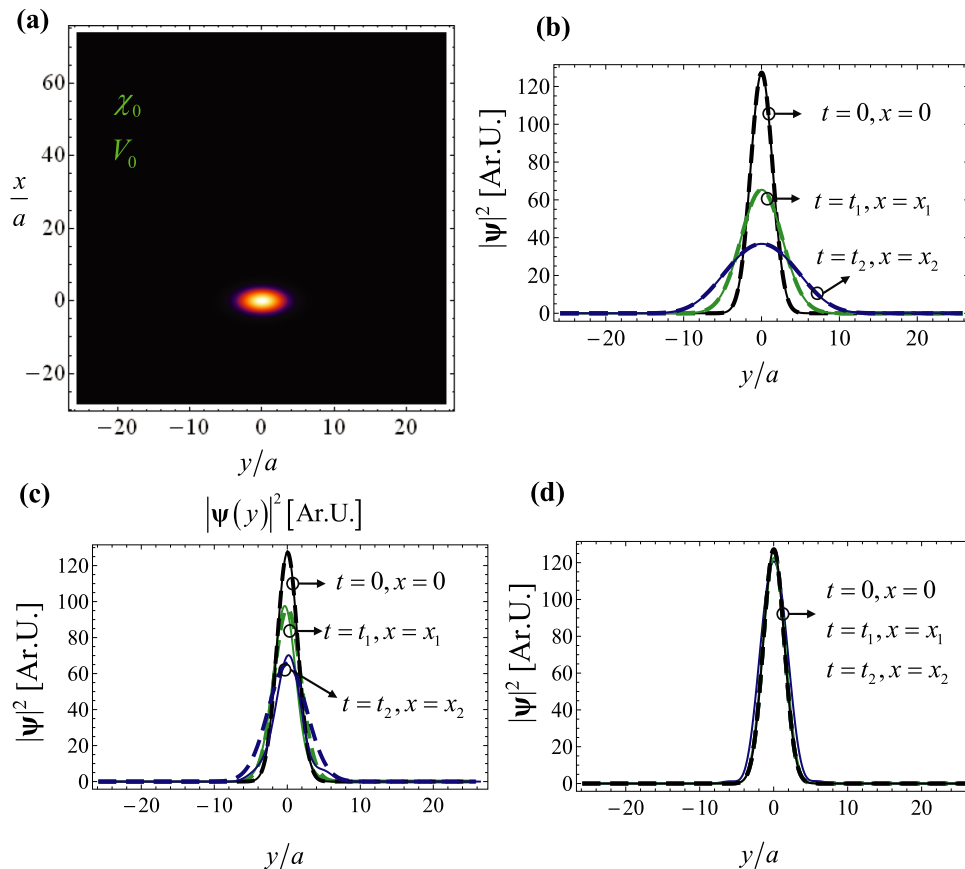 (a)
60
40
20
0
−20
x/a
χ₀
V₀
−20 −10 0 10 20
y/a
(b)
120
100
80
60
40
20
0
|ψ|² [Ar.U.]
t = 0, x = 0
t = t₁, x = x₁
t = t₂, x = x₂
−20 −10 0 10 20
y/a
(c)
|ψ(y)|² [Ar.U.]
120
100
80
60
40
20
0
|ψ|² [Ar.U.]
t = 0, x = 0
t = t₁, x = x₁
t = t₂, x = x₂
−20 −10 0 10 20
y/a
(d)
120
100
80
60
40
20
0
|ψ|² [Ar.U.]
t = 0, x = 0
t = t₁, x = x₁
t = t₂, x = x₂
−20 −10 0 10 20
y/a